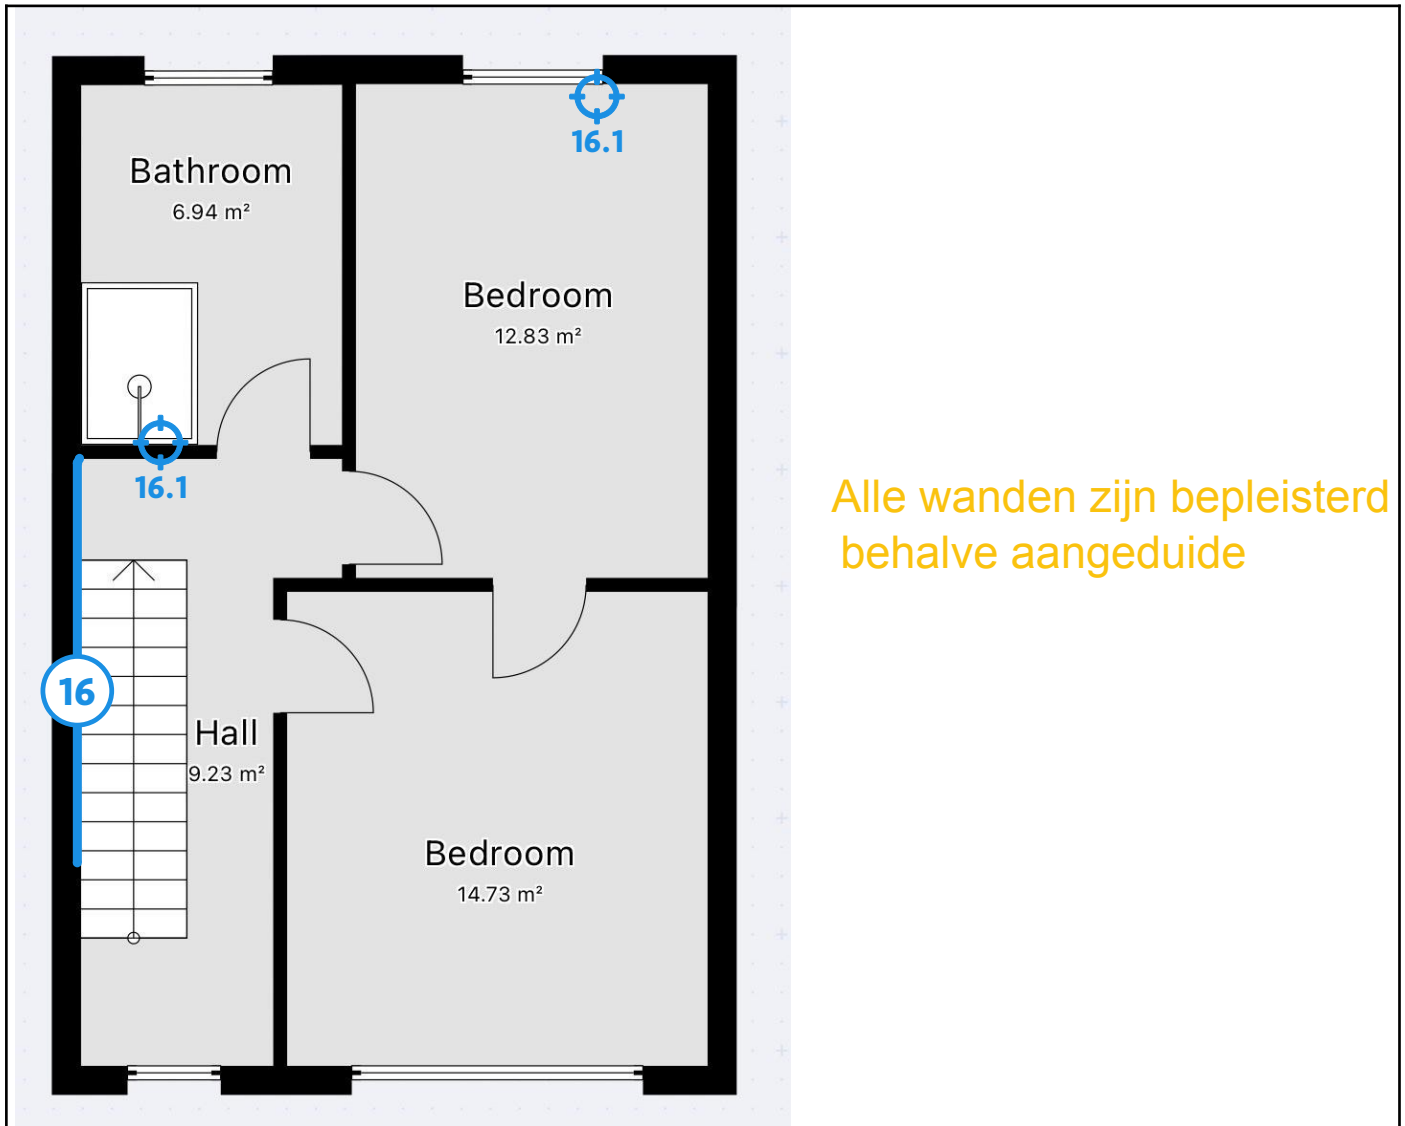 16.1
Bathroom
6.94 m²
Bedroom
12.83 m²
16.1
Alle wanden zijn bepleisterd
behalve aangeduide
16
Hall
9.23 m²
Bedroom
14.73 m²